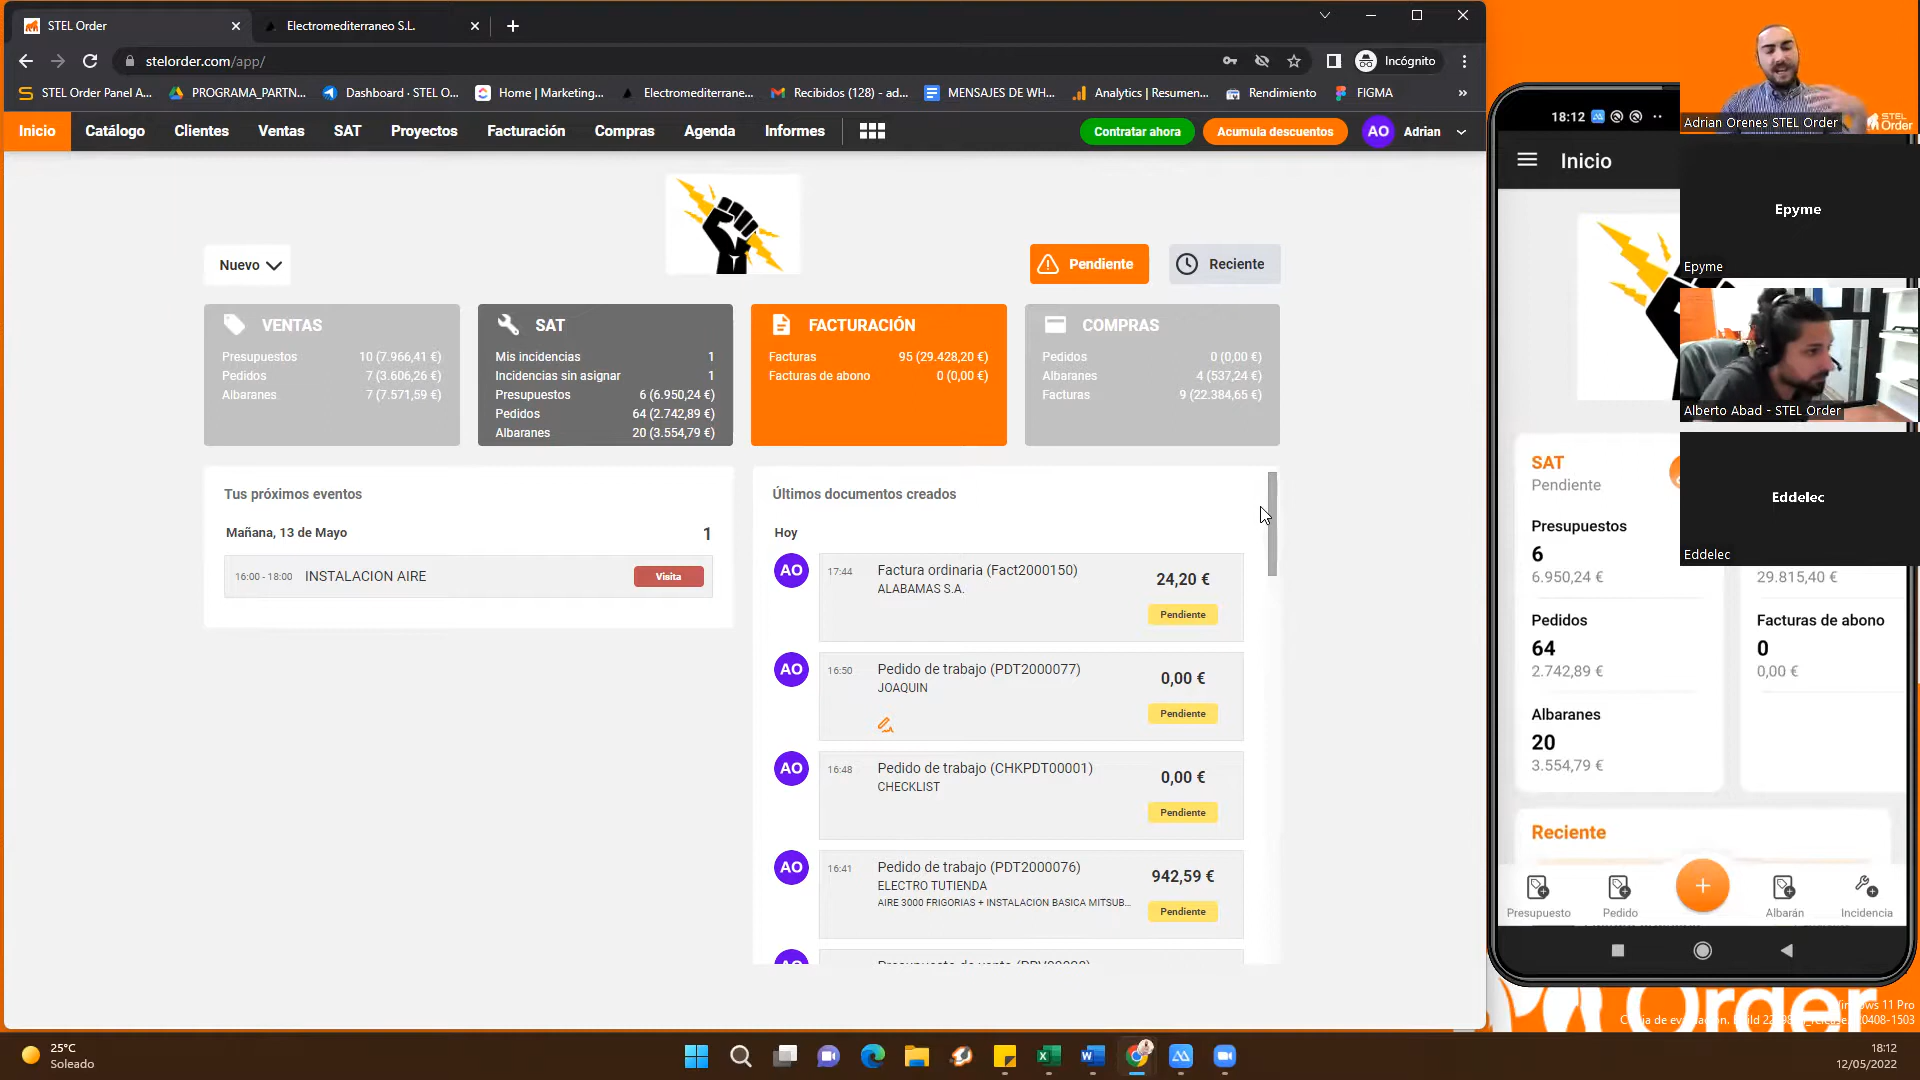 STEL Order
Electromediterraneo S.L.
stelorder.com/app/
Incógnito
STEL Order Panel A...
PROGRAMA_PARTN...
Dashboard · STEL O...
Home | Marketing...
Electromediterrane...
Recibidos (128) - ad...
MENSAJES DE WH...
Analytics | Resumen...
Rendimiento
FIGMA
»
Inicio
Catálogo
Clientes
Ventas
SAT
Proyectos
Facturación
Compras
Agenda
Informes
Contratar ahora
Acumula descuentos
AO
Adrian
Nuevo
Pendiente
Reciente
VENTAS
Presupuestos 10 (7.966,41 €)
Pedidos 7 (3.606,26 €)
Albaranes 7 (7.571,59 €)
SAT
Mis incidencias 1
Incidencias sin asignar 1
Presupuestos 6 (6.950,24 €)
Pedidos 64 (2.742,89 €)
Albaranes 20 (3.554,79 €)
FACTURACIÓN
Facturas 95 (29.428,20 €)
Facturas de abono 0 (0,00 €)
COMPRAS
Pedidos 0 (0,00 €)
Albaranes 4 (537,24 €)
Facturas 9 (22.384,65 €)
Tus próximos eventos
Mañana, 13 de Mayo 1
16:00 - 18:00 INSTALACION AIRE Visita
Últimos documentos creados
Hoy
AO
17:44 Factura ordinaria (Fact2000150)
ALABAMAS S.A.
24,20 €
Pendiente
AO
16:50 Pedido de trabajo (PDT2000077)
JOAQUIN
0,00 €
Pendiente
AO
16:48 Pedido de trabajo (CHKPDT00001)
CHECKLIST
0,00 €
Pendiente
AO
16:41 Pedido de trabajo (PDT2000076)
ELECTRO TUTIENDA
AIRE 3000 FRIGORIAS + INSTALACION BASICA MITSUB...
942,59 €
Pendiente
AO
18:12
Inicio
SAT
Pendiente
Presupuestos
6
6.950,24 €
29.815,40 €
Pedidos
64
2.742,89 €
Facturas de abono
0
0,00 €
Albaranes
20
3.554,79 €
Reciente
Presupuesto
Pedido
Albarán
Incidencia
Adrian Orenes STEL Order
STEL
Order
Epyme
Epyme
Alberto Abad - STEL Order
Eddelec
Eddelec
Order
11 Pro
25°C
Soleado
18:12
12/05/2022